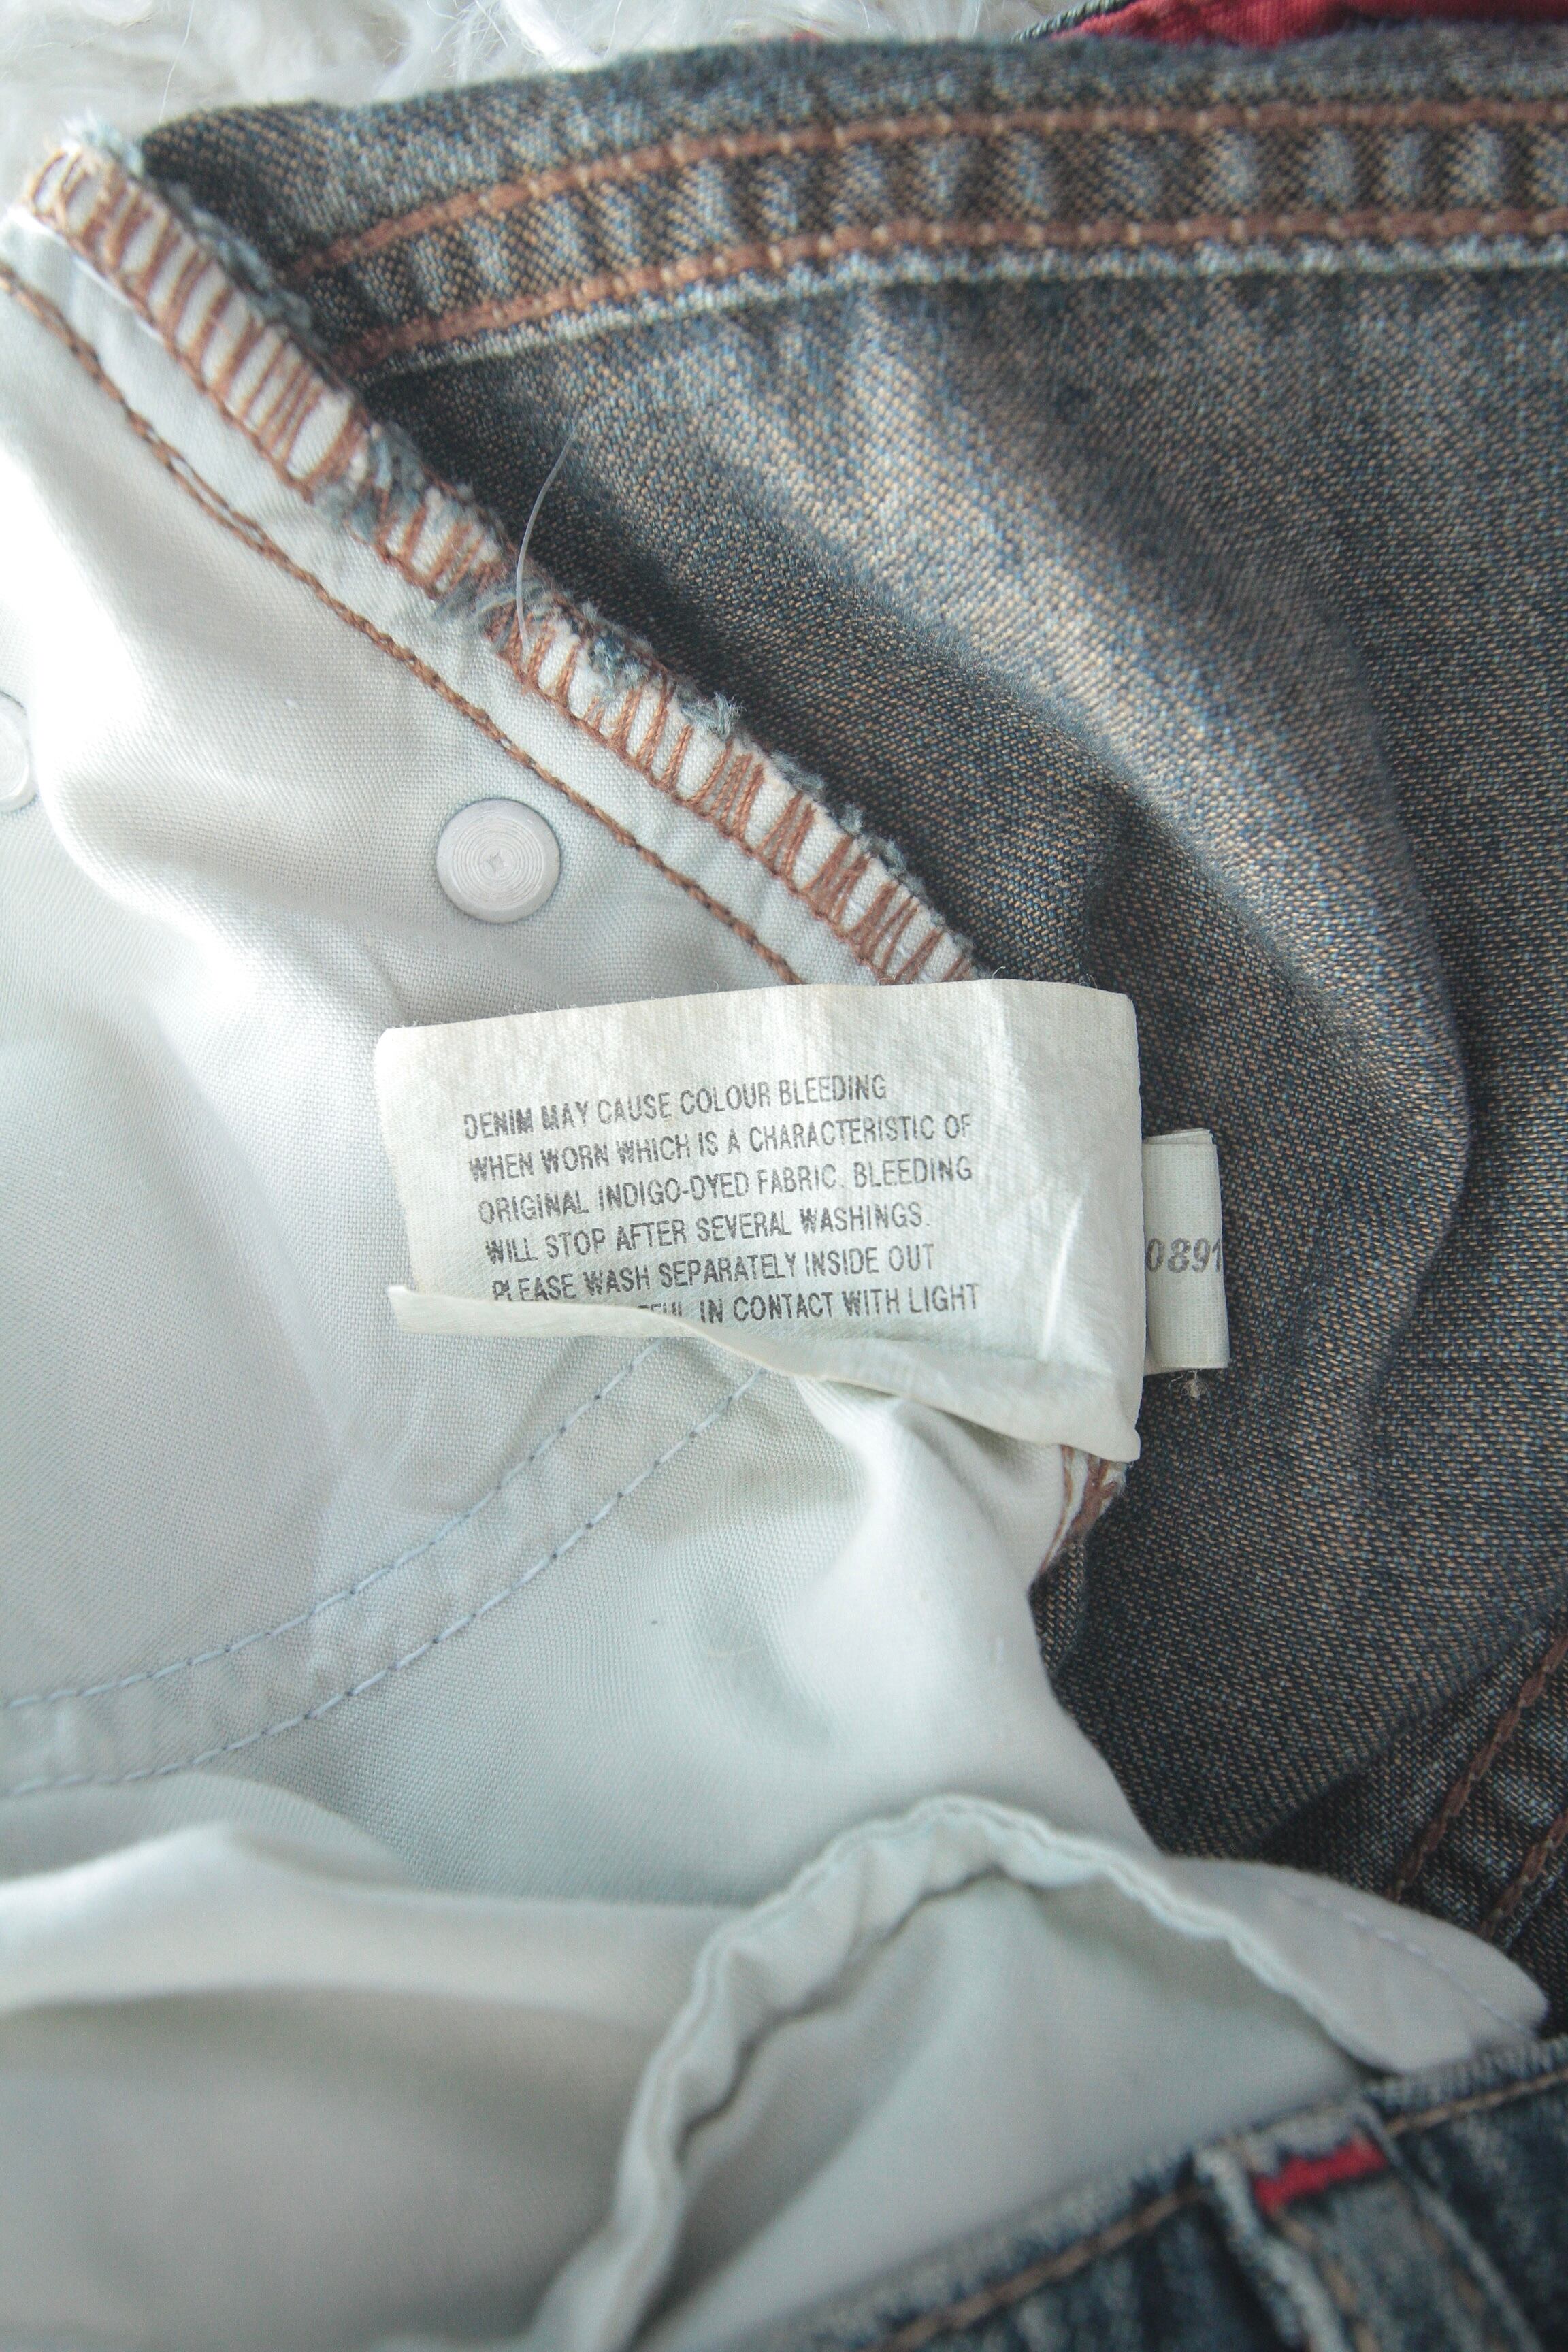 DENIM MAY CAUSE COLOUR BLEEDING
WHEN WORN WHICH IS A CHARACTERISTIC OF
ORIGINAL INDIGO-DYED FABRIC. BLEEDING
WILL STOP AFTER SEVERAL WASHINGS.
PLEASE WASH SEPARATELY INSIDE OUT
IN CONTACT WITH LIGHT
0891